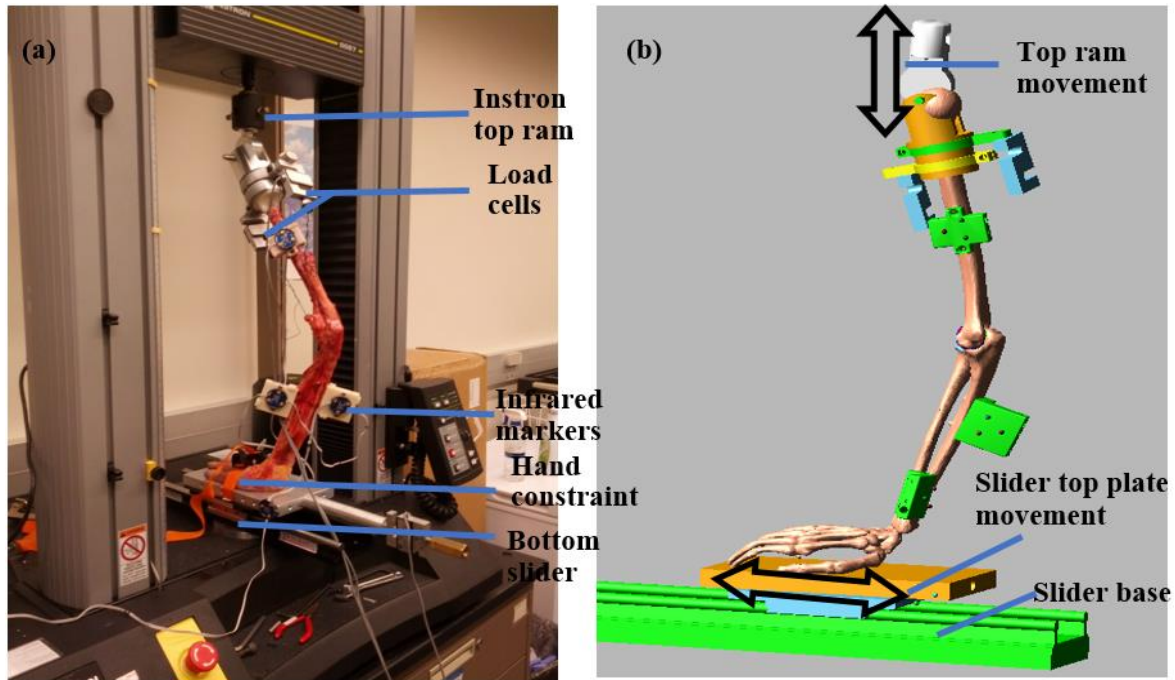 (a)
INSTRON
Instron
top ram
Load
cells
Infrared
markers
Hand
constraint
Bottom
slider
(b)
Top ram
movement
Slider top plate
movement
Slider base